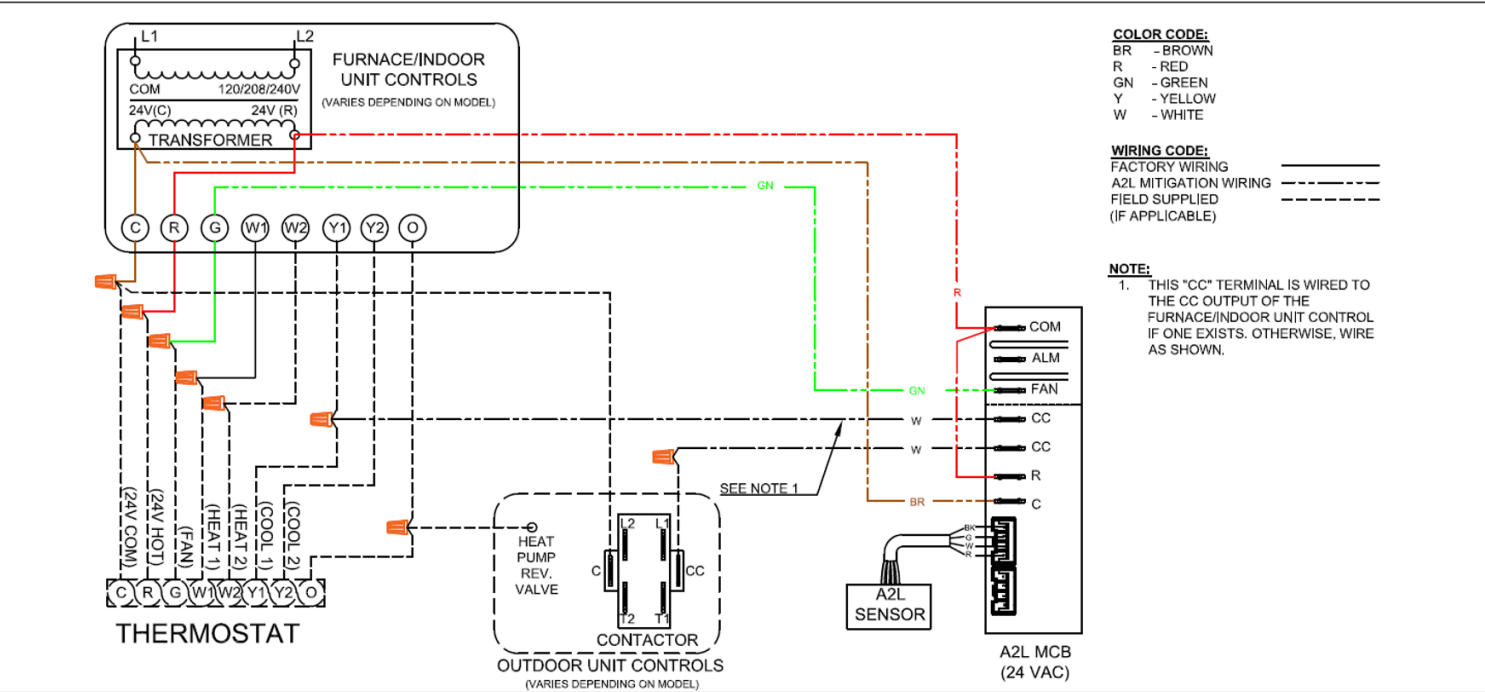 L1
L2
FURNACE/INDOOR
UNIT CONTROLS
(VARIES DEPENDING ON MODEL)
COM
120/208/240V
24V(C)
24V (R)
TRANSFORMER
C
R
G
W1
W2
Y1
Y2
O
GN
R
GN
W
W
SEE NOTE 1
BR
(24V COM)
(24V HOT)
(FAN)
(HEAT 1)
(HEAT 2)
(COOL 1)
(COOL 2)
C
R
G
W1
W2
Y1
Y2
O
THERMOSTAT
HEAT
PUMP
REV.
VALVE
L2
L1
C
CC
T2
T1
CONTACTOR
OUTDOOR UNIT CONTROLS
(VARIES DEPENDING ON MODEL)
COM
ALM
FAN
CC
CC
R
C
BK
G
W
R
A2L
SENSOR
A2L MCB
(24 VAC)
COLOR CODE:
BR - BROWN
R - RED
GN - GREEN
Y - YELLOW
W - WHITE
WIRING CODE:
FACTORY WIRING
A2L MITIGATION WIRING
FIELD SUPPLIED
(IF APPLICABLE)
NOTE:
1. THIS "CC" TERMINAL IS WIRED TO
THE CC OUTPUT OF THE
FURNACE/INDOOR UNIT CONTROL
IF ONE EXISTS. OTHERWISE, WIRE
AS SHOWN.